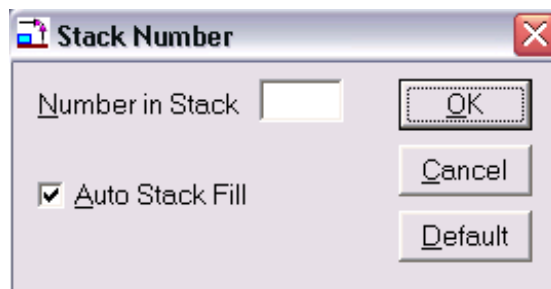 Stack Number
Number in Stack
OK
Cancel
Auto Stack Fill
Default